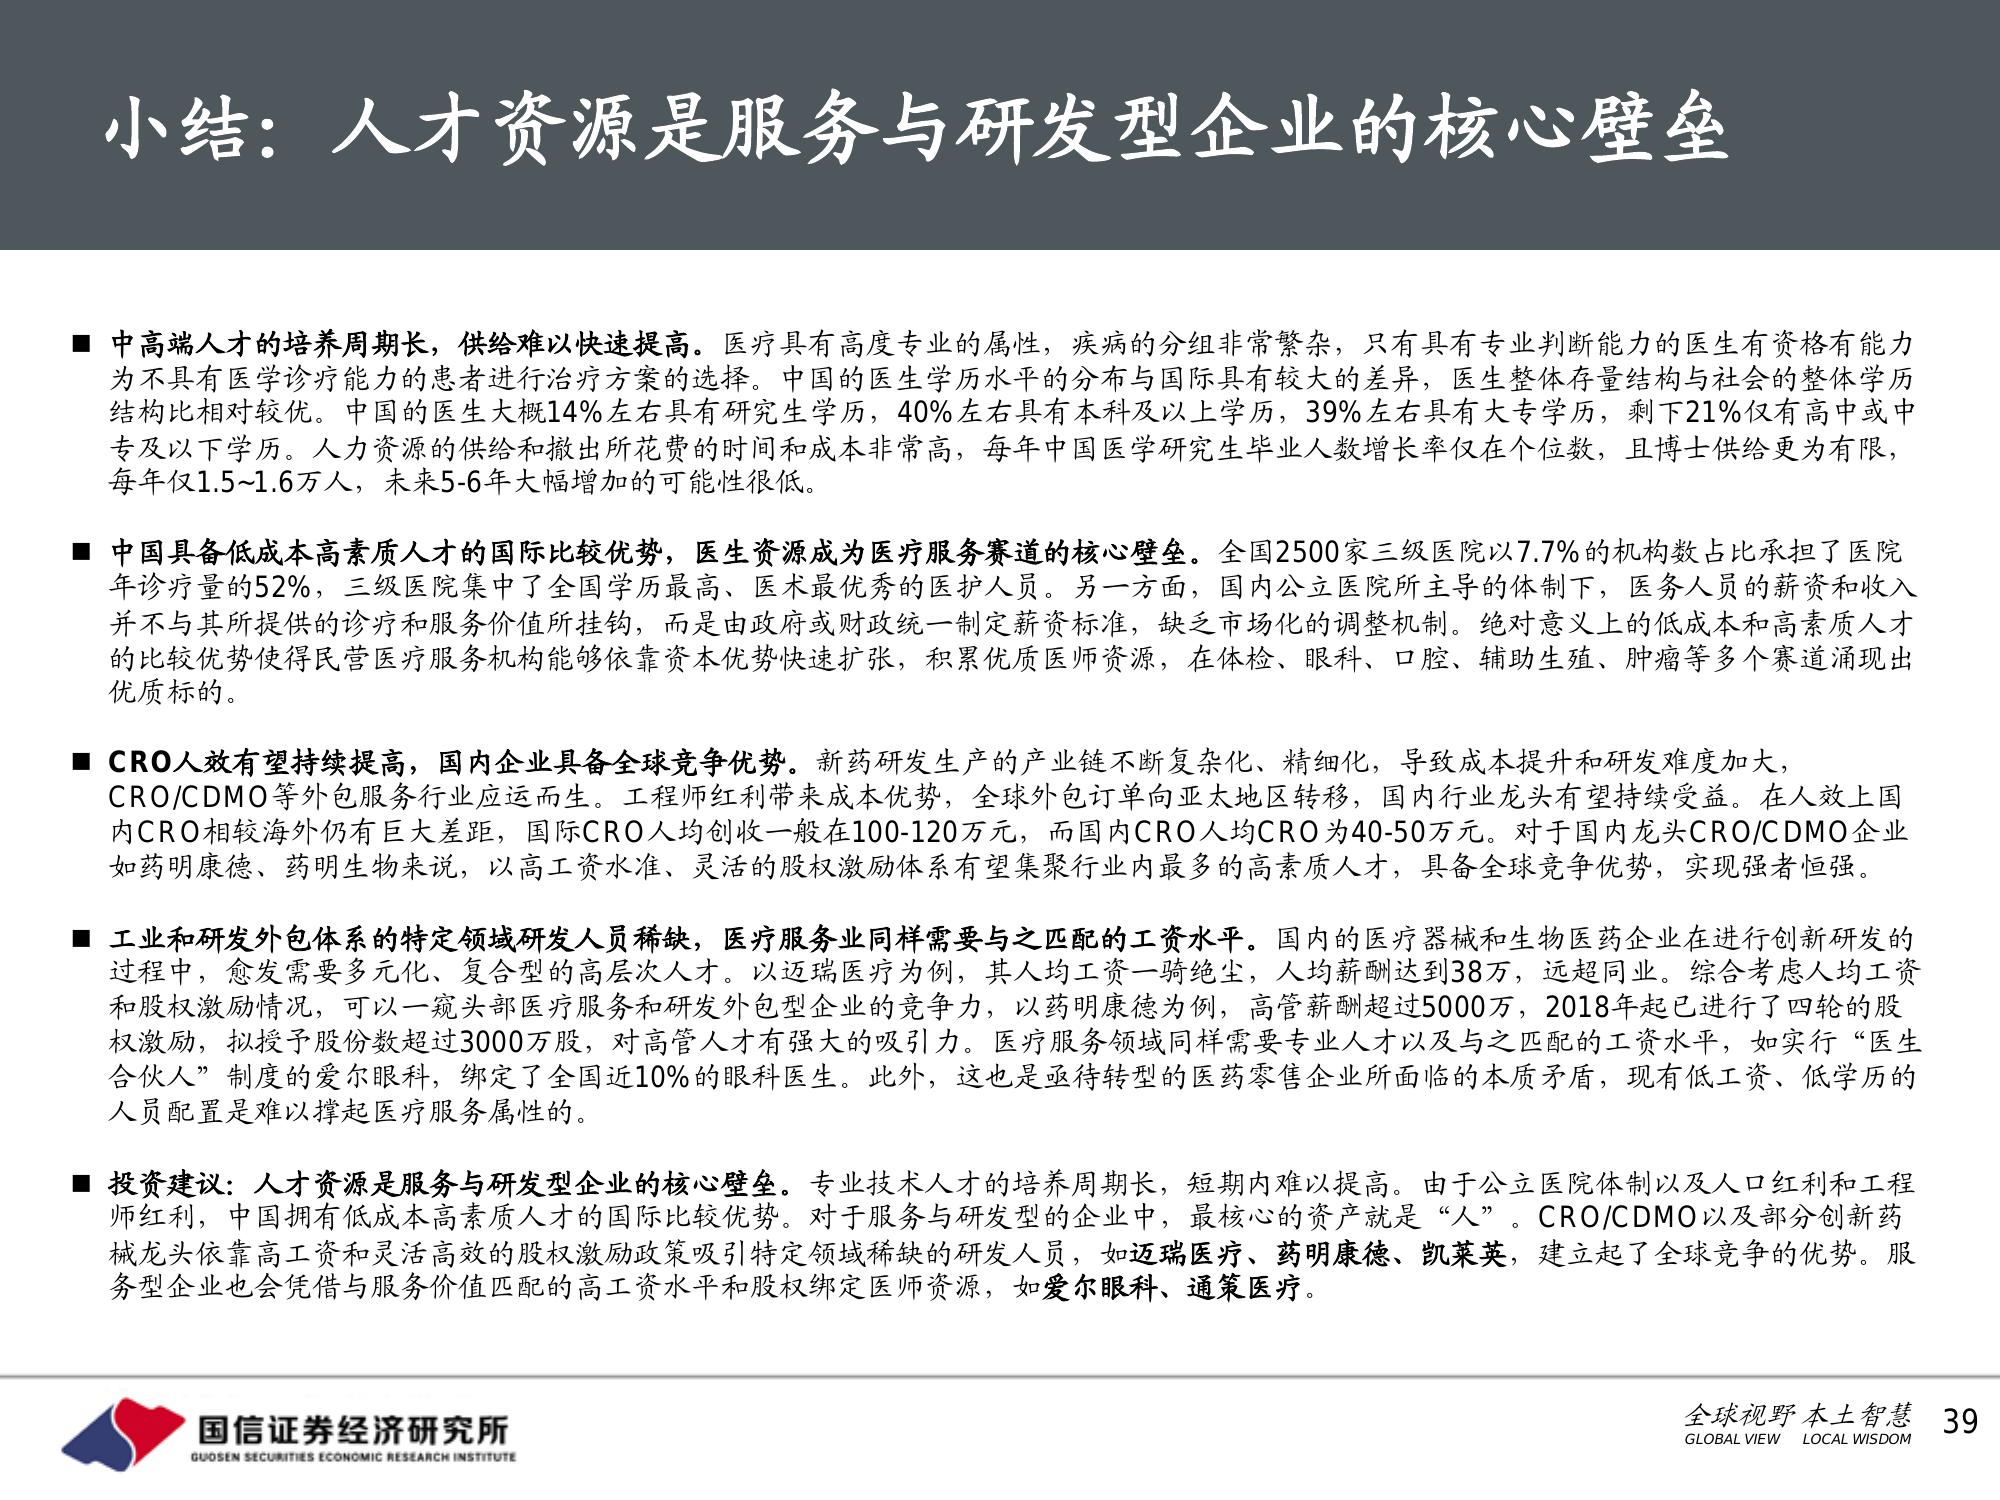 小结：人才资源是服务与研发型企业的核心壁垒
■ 中高端人才的培养周期长，供给难以快速提高。医疗具有高度专业的属性，疾病的分组非常繁杂，只有具有专业判断能力的医生有资格有能力
为不具有医学诊疗能力的患者进行治疗方案的选择。中国的医生学历水平的分布与国际具有较大的差异，医生整体存量结构与社会的整体学历
结构比相对较优。中国的医生大概14%左右具有研究生学历，40%左右具有本科及以上学历，39%左右具有大专学历，剩下21%仅有高中或中
专及以下学历。人力资源的供给和撤出所花费的时间和成本非常高，每年中国医学研究生毕业人数增长率仅在个位数，且博士供给更为有限，
每年仅1.5~1.6万人，未来5-6年大幅增加的可能性很低。
■ 中国具备低成本高素质人才的国际比较优势，医生资源成为医疗服务赛道的核心壁垒。全国2500家三级医院以7.7%的机构数占比承担了医院
年诊疗量的52%，三级医院集中了全国学历最高、医术最优秀的医护人员。另一方面，国内公立医院所主导的体制下，医务人员的薪资和收入
并不与其所提供的诊疗和服务价值所挂钩，而是由政府或财政统一制定薪资标准，缺乏市场化的调整机制。绝对意义上的低成本和高素质人才
的比较优势使得民营医疗服务机构能够依靠资本优势快速扩张，积累优质医师资源，在体检、眼科、口腔、辅助生殖、肿瘤等多个赛道涌现出
优质标的。
■ CRO人效有望持续提高，国内企业具备全球竞争优势。新药研发生产的产业链不断复杂化、精细化，导致成本提升和研发难度加大，
CRO/CDMO等外包服务行业应运而生。工程师红利带来成本优势，全球外包订单向亚太地区转移，国内行业龙头有望持续受益。在人效上国
内CRO相较海外仍有巨大差距，国际CRO人均创收一般在100-120万元，而国内CRO人均CRO为40-50万元。对于国内龙头CRO/CDMO企业
如药明康德、药明生物来说，以高工资水准、灵活的股权激励体系有望集聚行业内最多的高素质人才，具备全球竞争优势，实现强者恒强。
■ 工业和研发外包体系的特定领域研发人员稀缺，医疗服务业同样需要与之匹配的工资水平。国内的医疗器械和生物医药企业在进行创新研发的
过程中，愈发需要多元化、复合型的高层次人才。以迈瑞医疗为例，其人均工资一骑绝尘，人均薪酬达到38万，远超同业。综合考虑人均工资
和股权激励情况，可以一窥头部医疗服务和研发外包型企业的竞争力，以药明康德为例，高管薪酬超过5000万，2018年起已进行了四轮的股
权激励，拟授予股份数超过3000万股，对高管人才有强大的吸引力。医疗服务领域同样需要专业人才以及与之匹配的工资水平，如实行“医生
合伙人”制度的爱尔眼科，绑定了全国近10%的眼科医生。此外，这也是亟待转型的医药零售企业所面临的本质矛盾，现有低工资、低学历的
人员配置是难以撑起医疗服务属性的。
■ 投资建议：人才资源是服务与研发型企业的核心壁垒。专业技术人才的培养周期长，短期内难以提高。由于公立医院体制以及人口红利和工程
师红利，中国拥有低成本高素质人才的国际比较优势。对于服务与研发型的企业中，最核心的资产就是“人”。CRO/CDMO以及部分创新药
械龙头依靠高工资和灵活高效的股权激励政策吸引特定领域稀缺的研发人员，如迈瑞医疗、药明康德、凯莱英，建立起了全球竞争的优势。服
务型企业也会凭借与服务价值匹配的高工资水平和股权绑定医师资源，如爱尔眼科、通策医疗。
国信证券经济研究所
GUOSEN SECURITIES ECONOMIC RESEARCH INSTITUTE
全球视野 本土智慧
GLOBAL VIEW LOCAL WISDOM
39